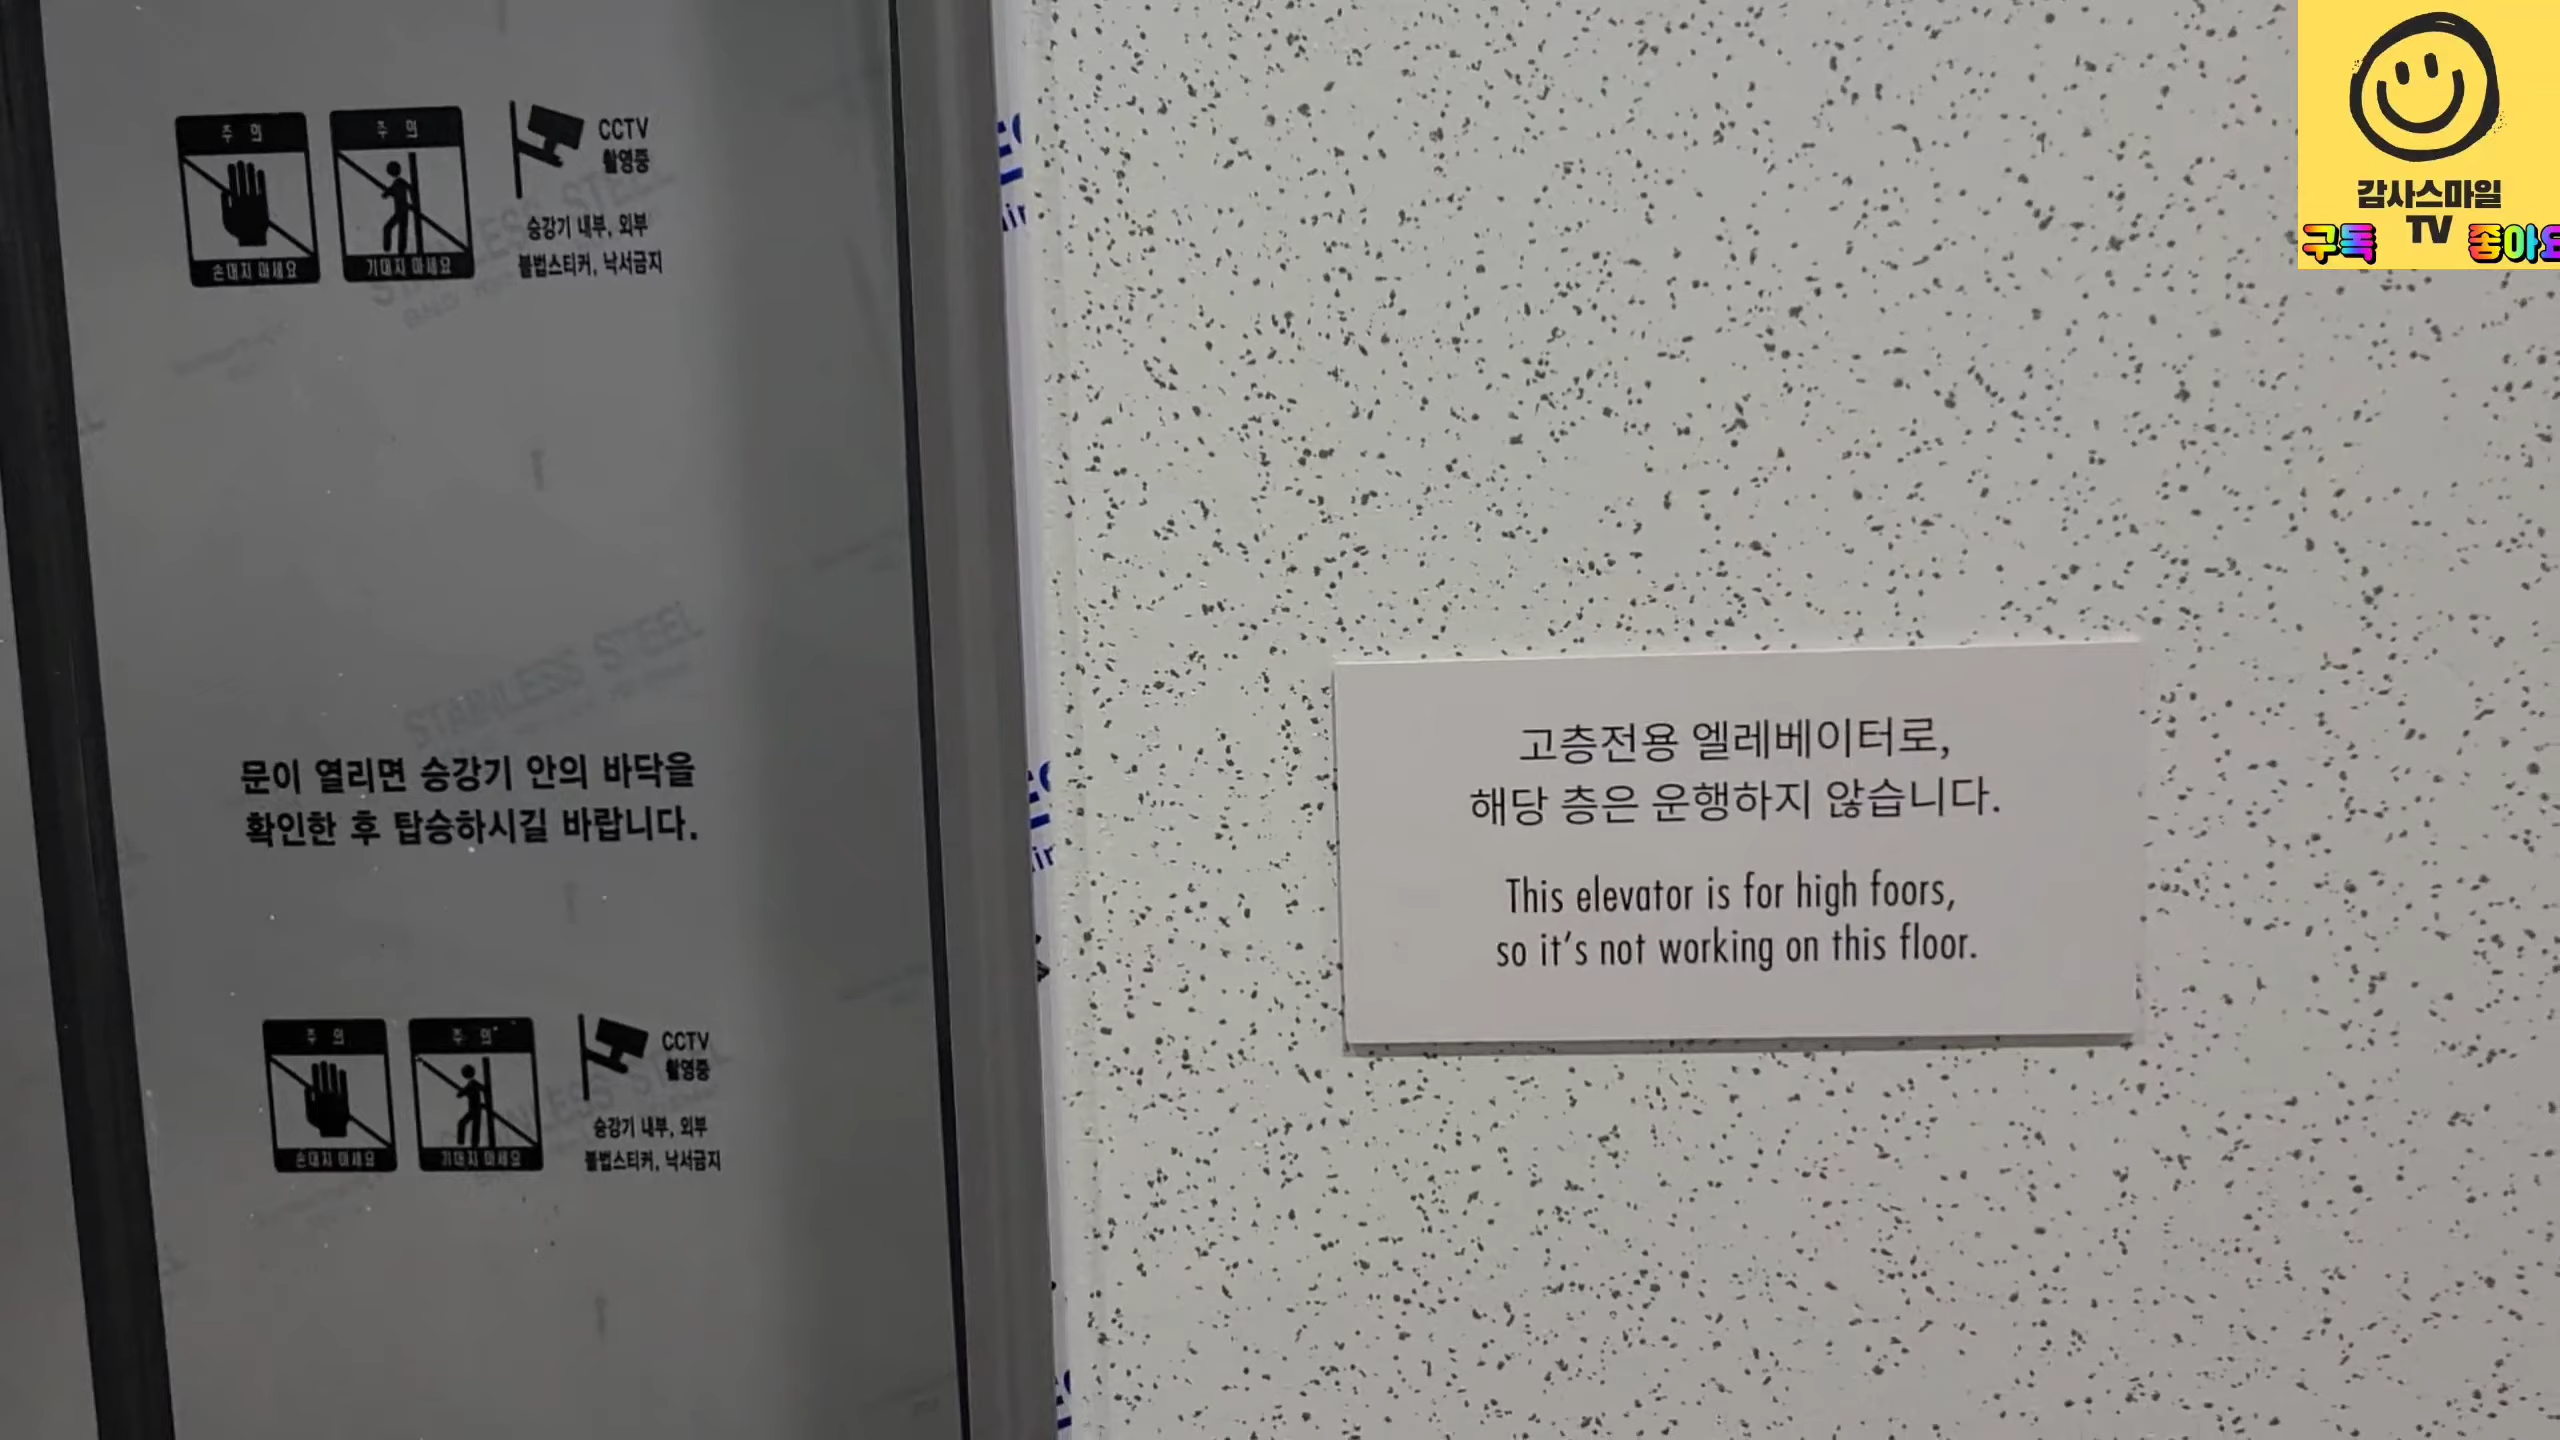 주 의
손대지 마세요
주 의
기대지 마세요
CCTV
촬영중
승강기 내부, 외부
불법스티커, 낙서금지
STAINLESS STEEL
문이 열리면 승강기 안의 바닥을
확인한 후 탑승하시길 바랍니다.
주 의
손대지 마세요
주 의
기대지 마세요
CCTV
촬영중
승강기 내부, 외부
불법스티커, 낙서금지
고층전용 엘레베이터로,
해당 층은 운행하지 않습니다.
This elevator is for high foors,
so it's not working on this floor.
감사스마일
TV
구독
좋아요